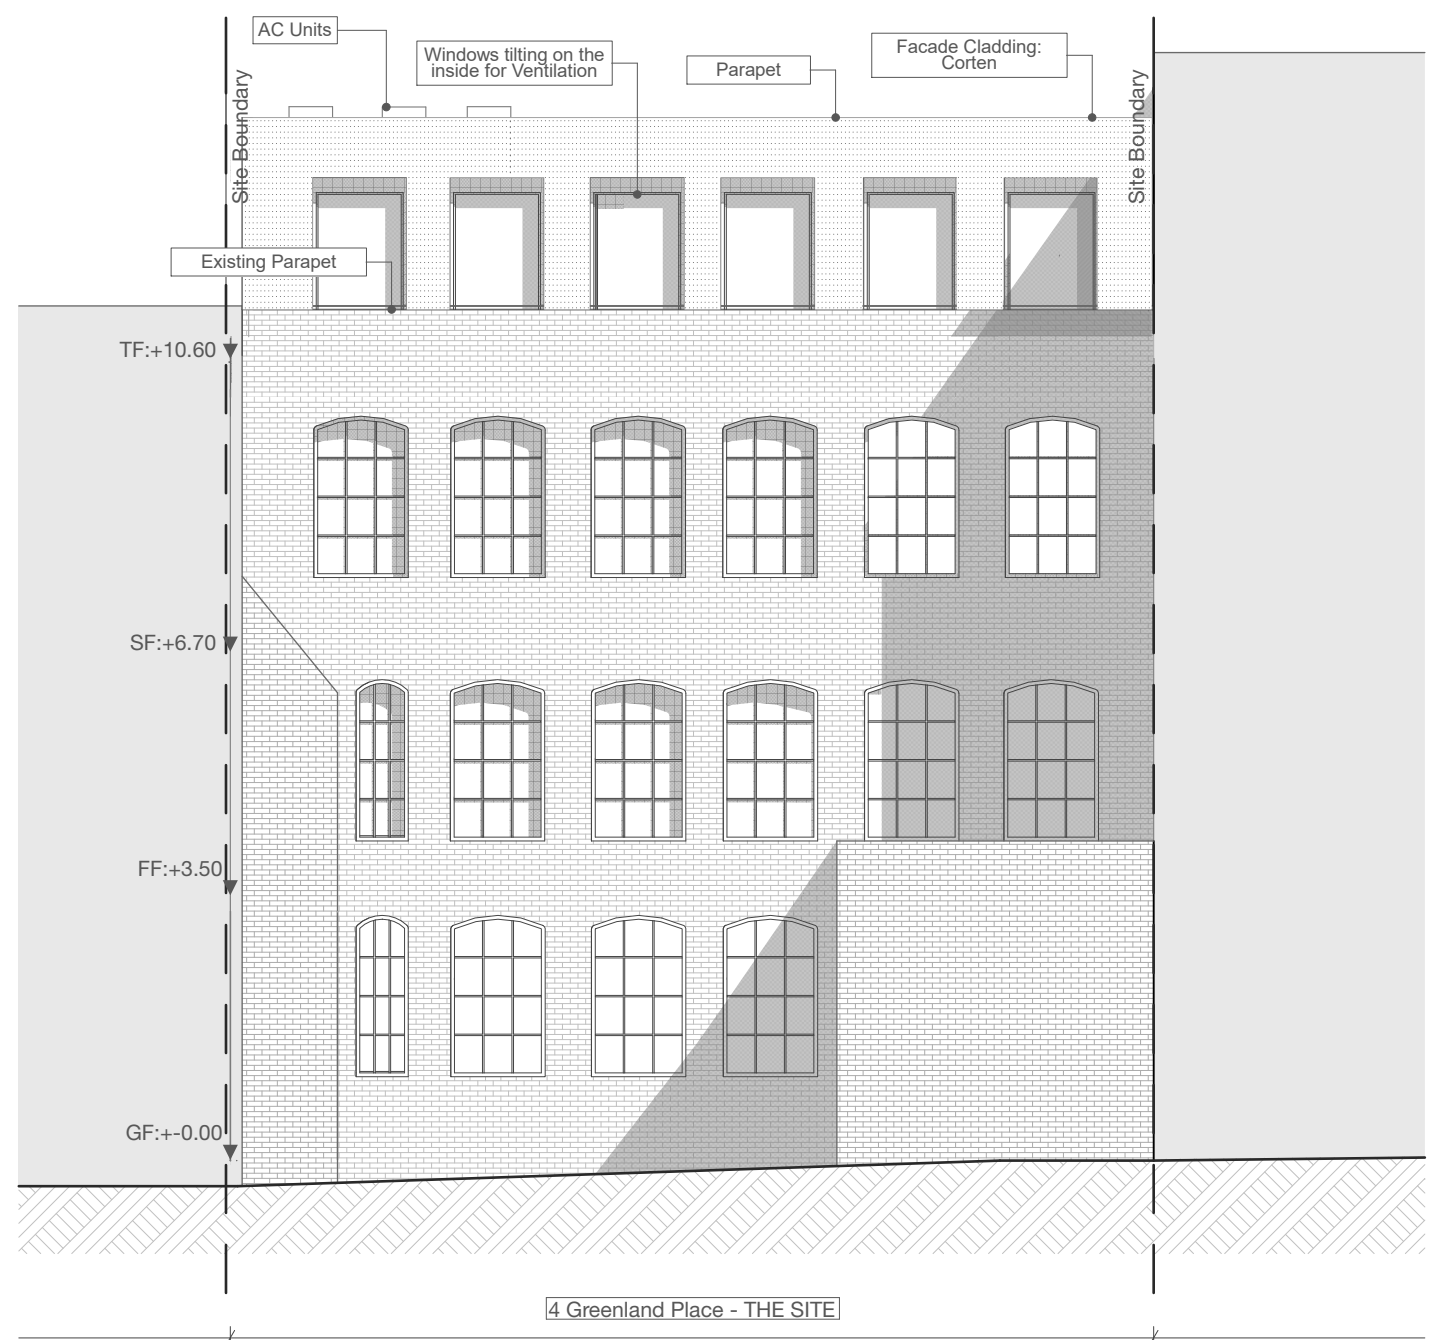 AC Units
Windows tilting on the
inside for Ventilation
Parapet
Facade Cladding:
Corten
Site Boundary
Site Boundary
Existing Parapet
TF:+10.60
SF:+6.70
FF:+3.50
GF:+-0.00
4 Greenland Place - THE SITE